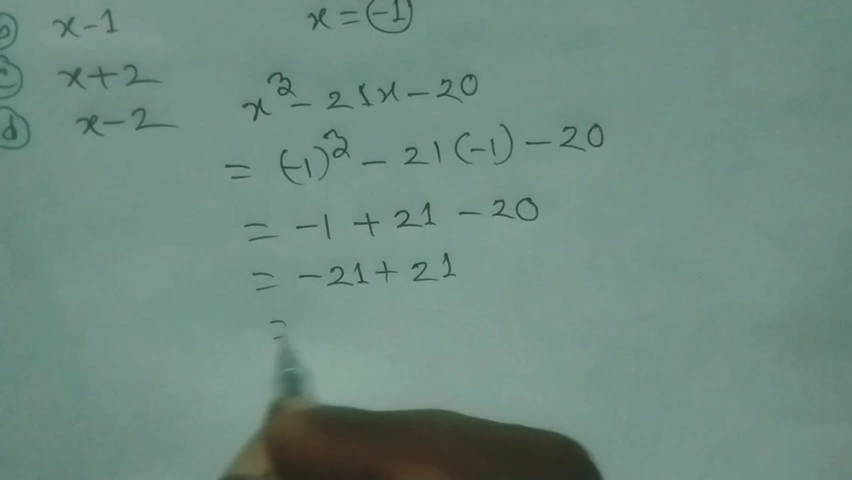 b x-1 x = -1
c x+2
x³ - 21x - 20
d x-2
= (-1)³ - 21(-1) - 20
= -1 + 21 - 20
= -21 + 21
=